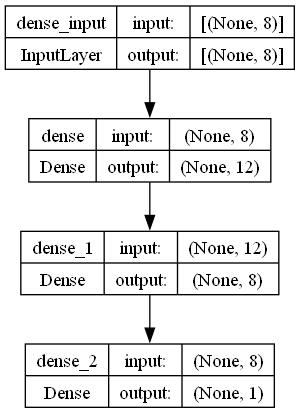 dense_input input: [(None, 8)]
InputLayer output: [(None, 8)]
dense input: (None, 8)
Dense output: (None, 12)
dense_1 input: (None, 12)
Dense output: (None, 8)
dense_2 input: (None, 8)
Dense output: (None, 1)